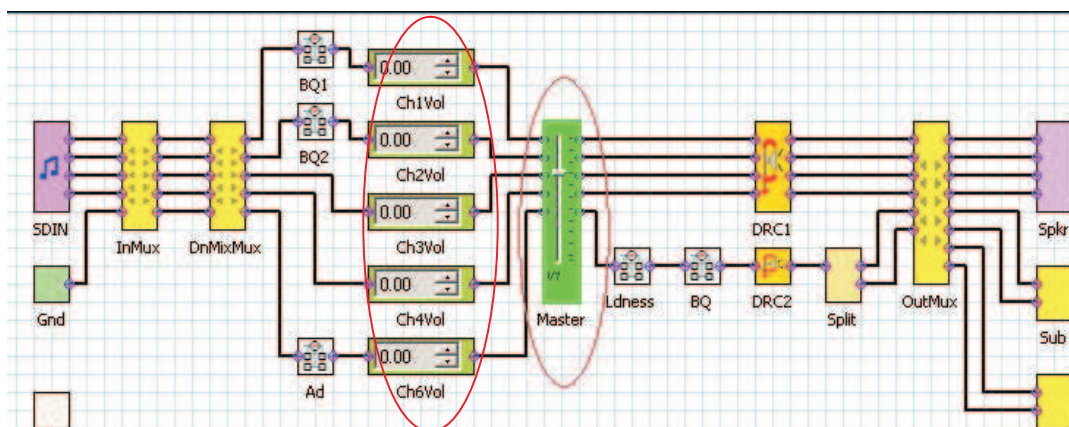 BQ1
0.00
Ch1Vol
BQ2
0.00
Ch2Vol
0.00
Ch3Vol
0.00
Ch4Vol
0.00
Ch6Vol
Ad
SDIN
InMux
DnMixMux
Gnd
Master
Ldness
BQ
DRC1
DRC2
Split
OutMux
Spkr
Sub